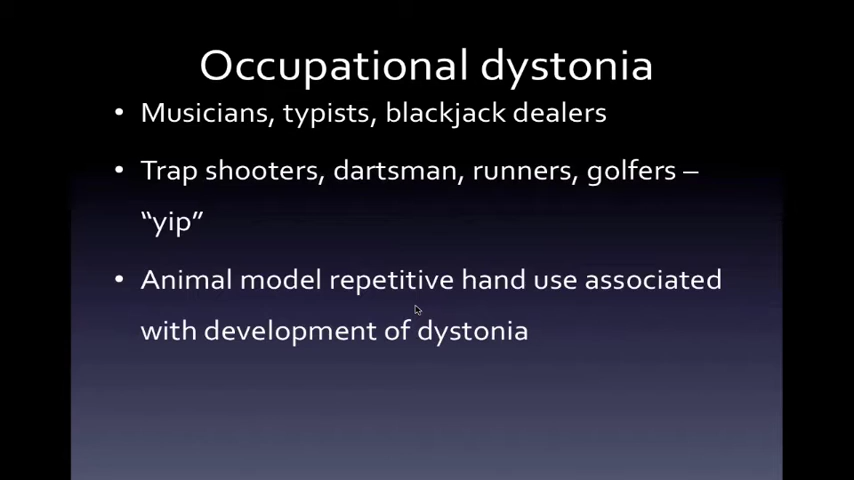 Occupational dystonia
• Musicians, typists, blackjack dealers
• Trap shooters, dartsman, runners, golfers –
“yip”
• Animal model repetitive hand use associated
with development of dystonia